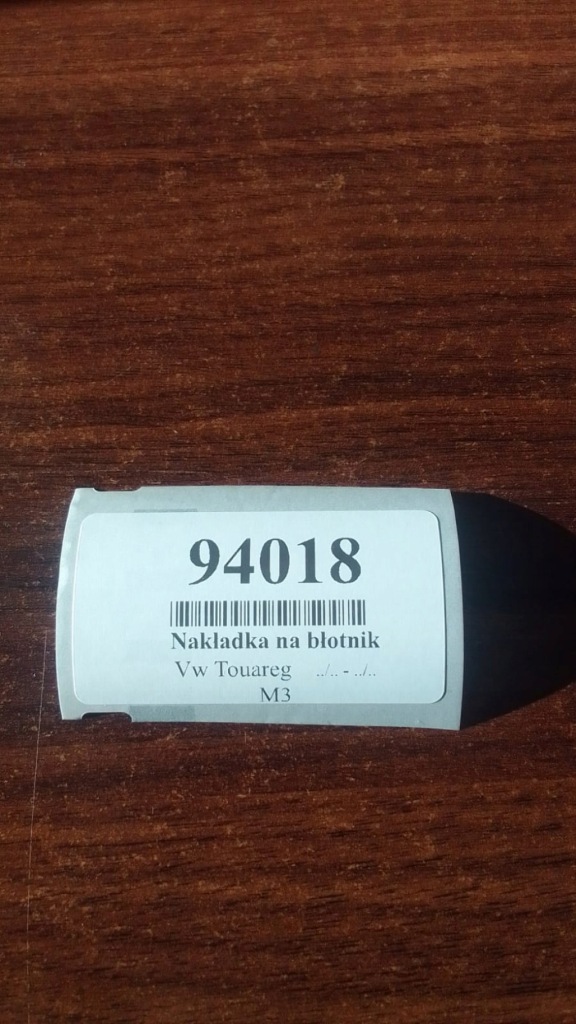 94018
Nakładka na błotnik
Vw Touareg ../.. - ../..
M3